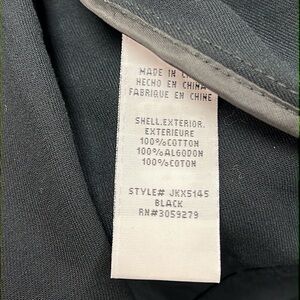 MADE IN
HECHO EN CHINA
FABRIQUE EN CHINE
SHELL.EXTERIOR.
EXTERIEURE
100%COTTON
100%ALGODON
100%COTON
STYLE# JKX5145
BLACK
RN#3059279